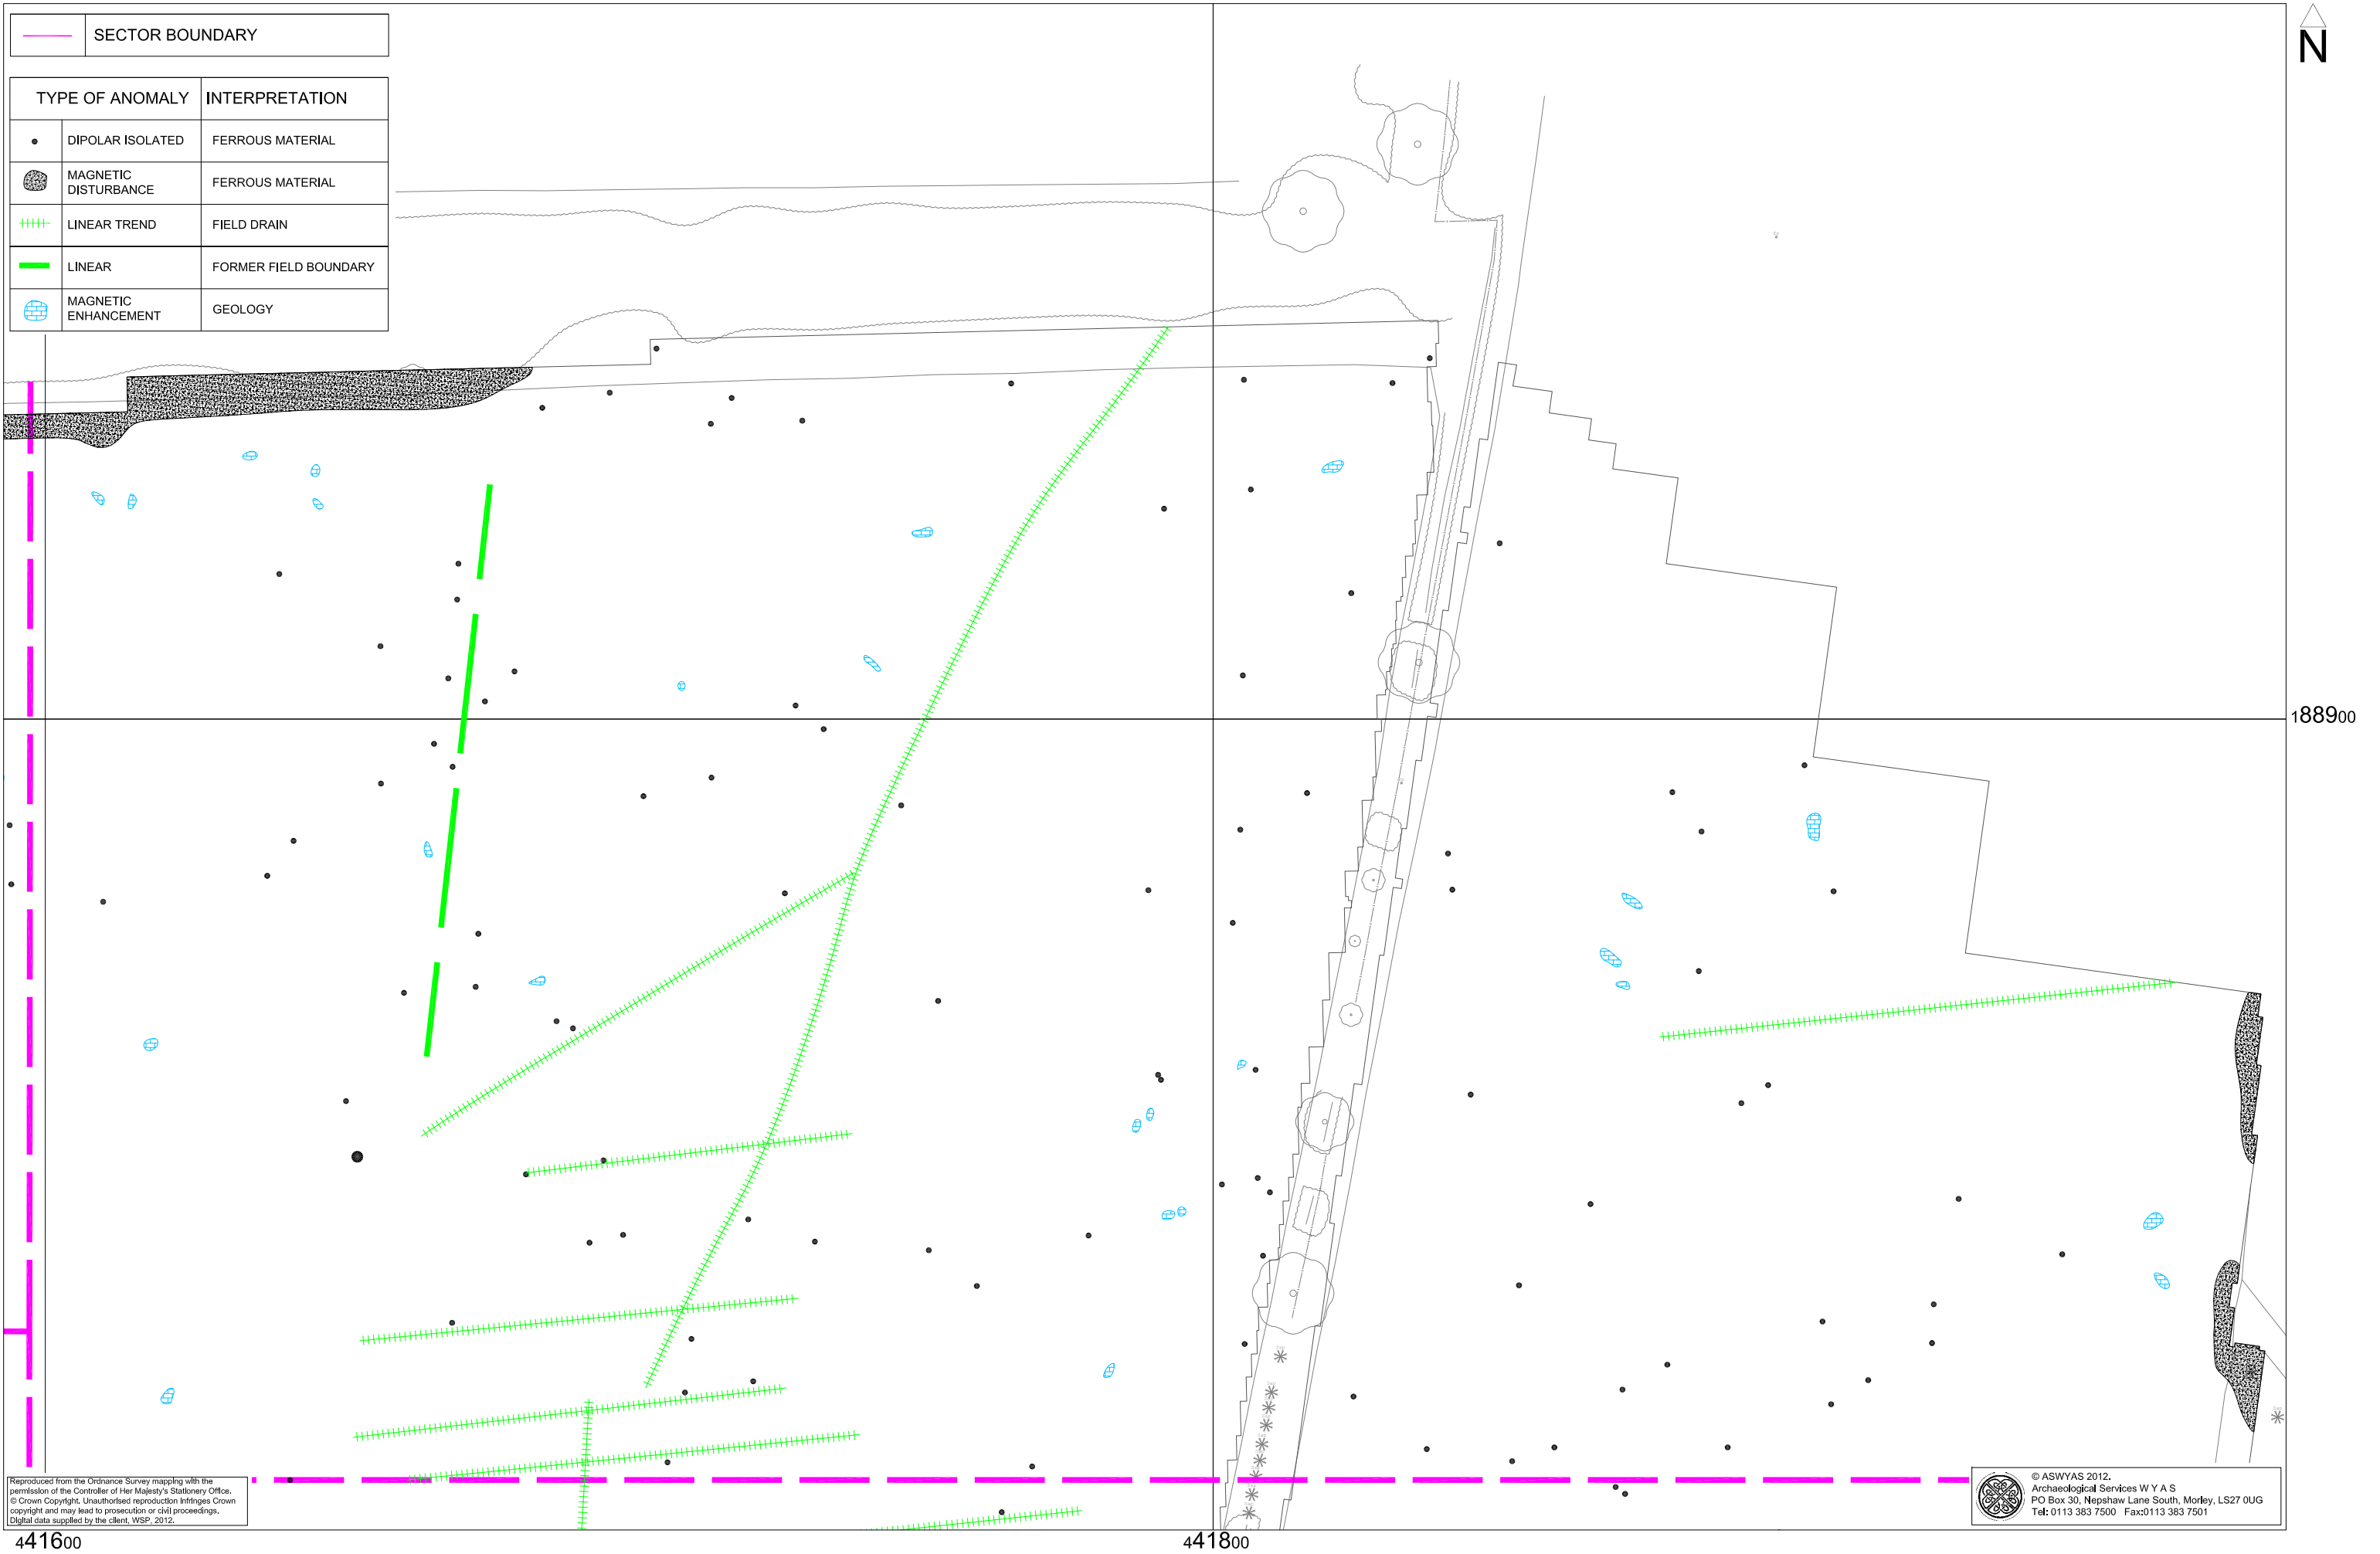 SECTOR BOUNDARY
N
TYPE OF ANOMALY INTERPRETATION
DIPOLAR ISOLATED FERROUS MATERIAL
MAGNETIC
DISTURBANCE
FERROUS MATERIAL
LINEAR TREND FIELD DRAIN
LINEAR FORMER FIELD BOUNDARY
MAGNETIC
ENHANCEMENT
GEOLOGY
188900
Reproduced from the Ordnance Survey mapping with the
permission of the Controller of Her Majesty's Stationery Office.
© Crown Copyright. Unauthorised reproduction infringes Crown
copyright and may lead to prosecution or civil proceedings.
Digital data supplied by the client, WSP, 2012.
© ASWYAS 2012.
Archaeological Services W Y A S
PO Box 30, Nepshaw Lane South, Morley, LS27 0UG
Tel: 0113 383 7500 Fax:0113 383 7501
441600
441800